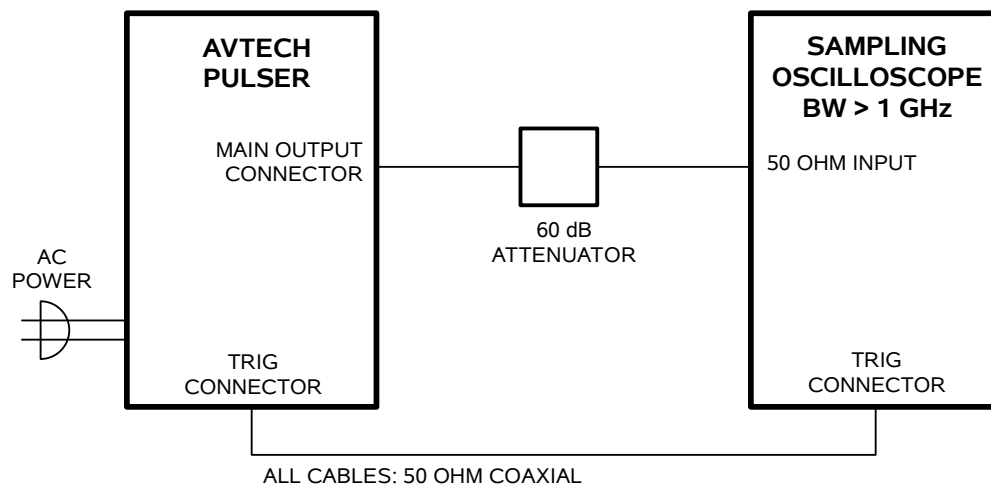 AVTECH
PULSER
MAIN OUTPUT
CONNECTOR
AC
POWER
TRIG
CONNECTOR
60 dB
ATTENUATOR
SAMPLING
OSCILLOSCOPE
BW > 1 GHz
50 OHM INPUT
TRIG
CONNECTOR
ALL CABLES: 50 OHM COAXIAL